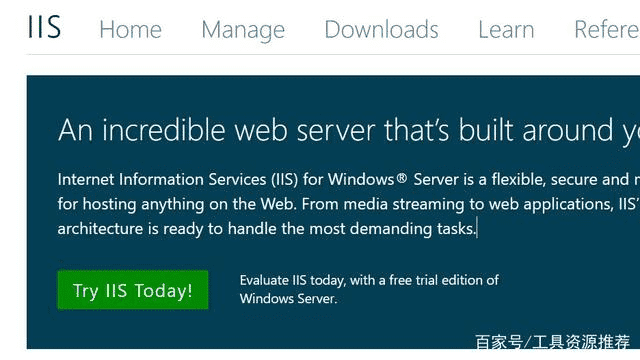 IIS Home Manage Downloads Learn Refere
An incredible web server that's built around y
Internet Information Services (IIS) for Windows® Server is a flexible, secure and
for hosting anything on the Web. From media streaming to web applications, IIS'
architecture is ready to handle the most demanding tasks.
Try IIS Today!
Evaluate IIS today, with a free trial edition of
Windows Server.
百家号/工具资源推荐